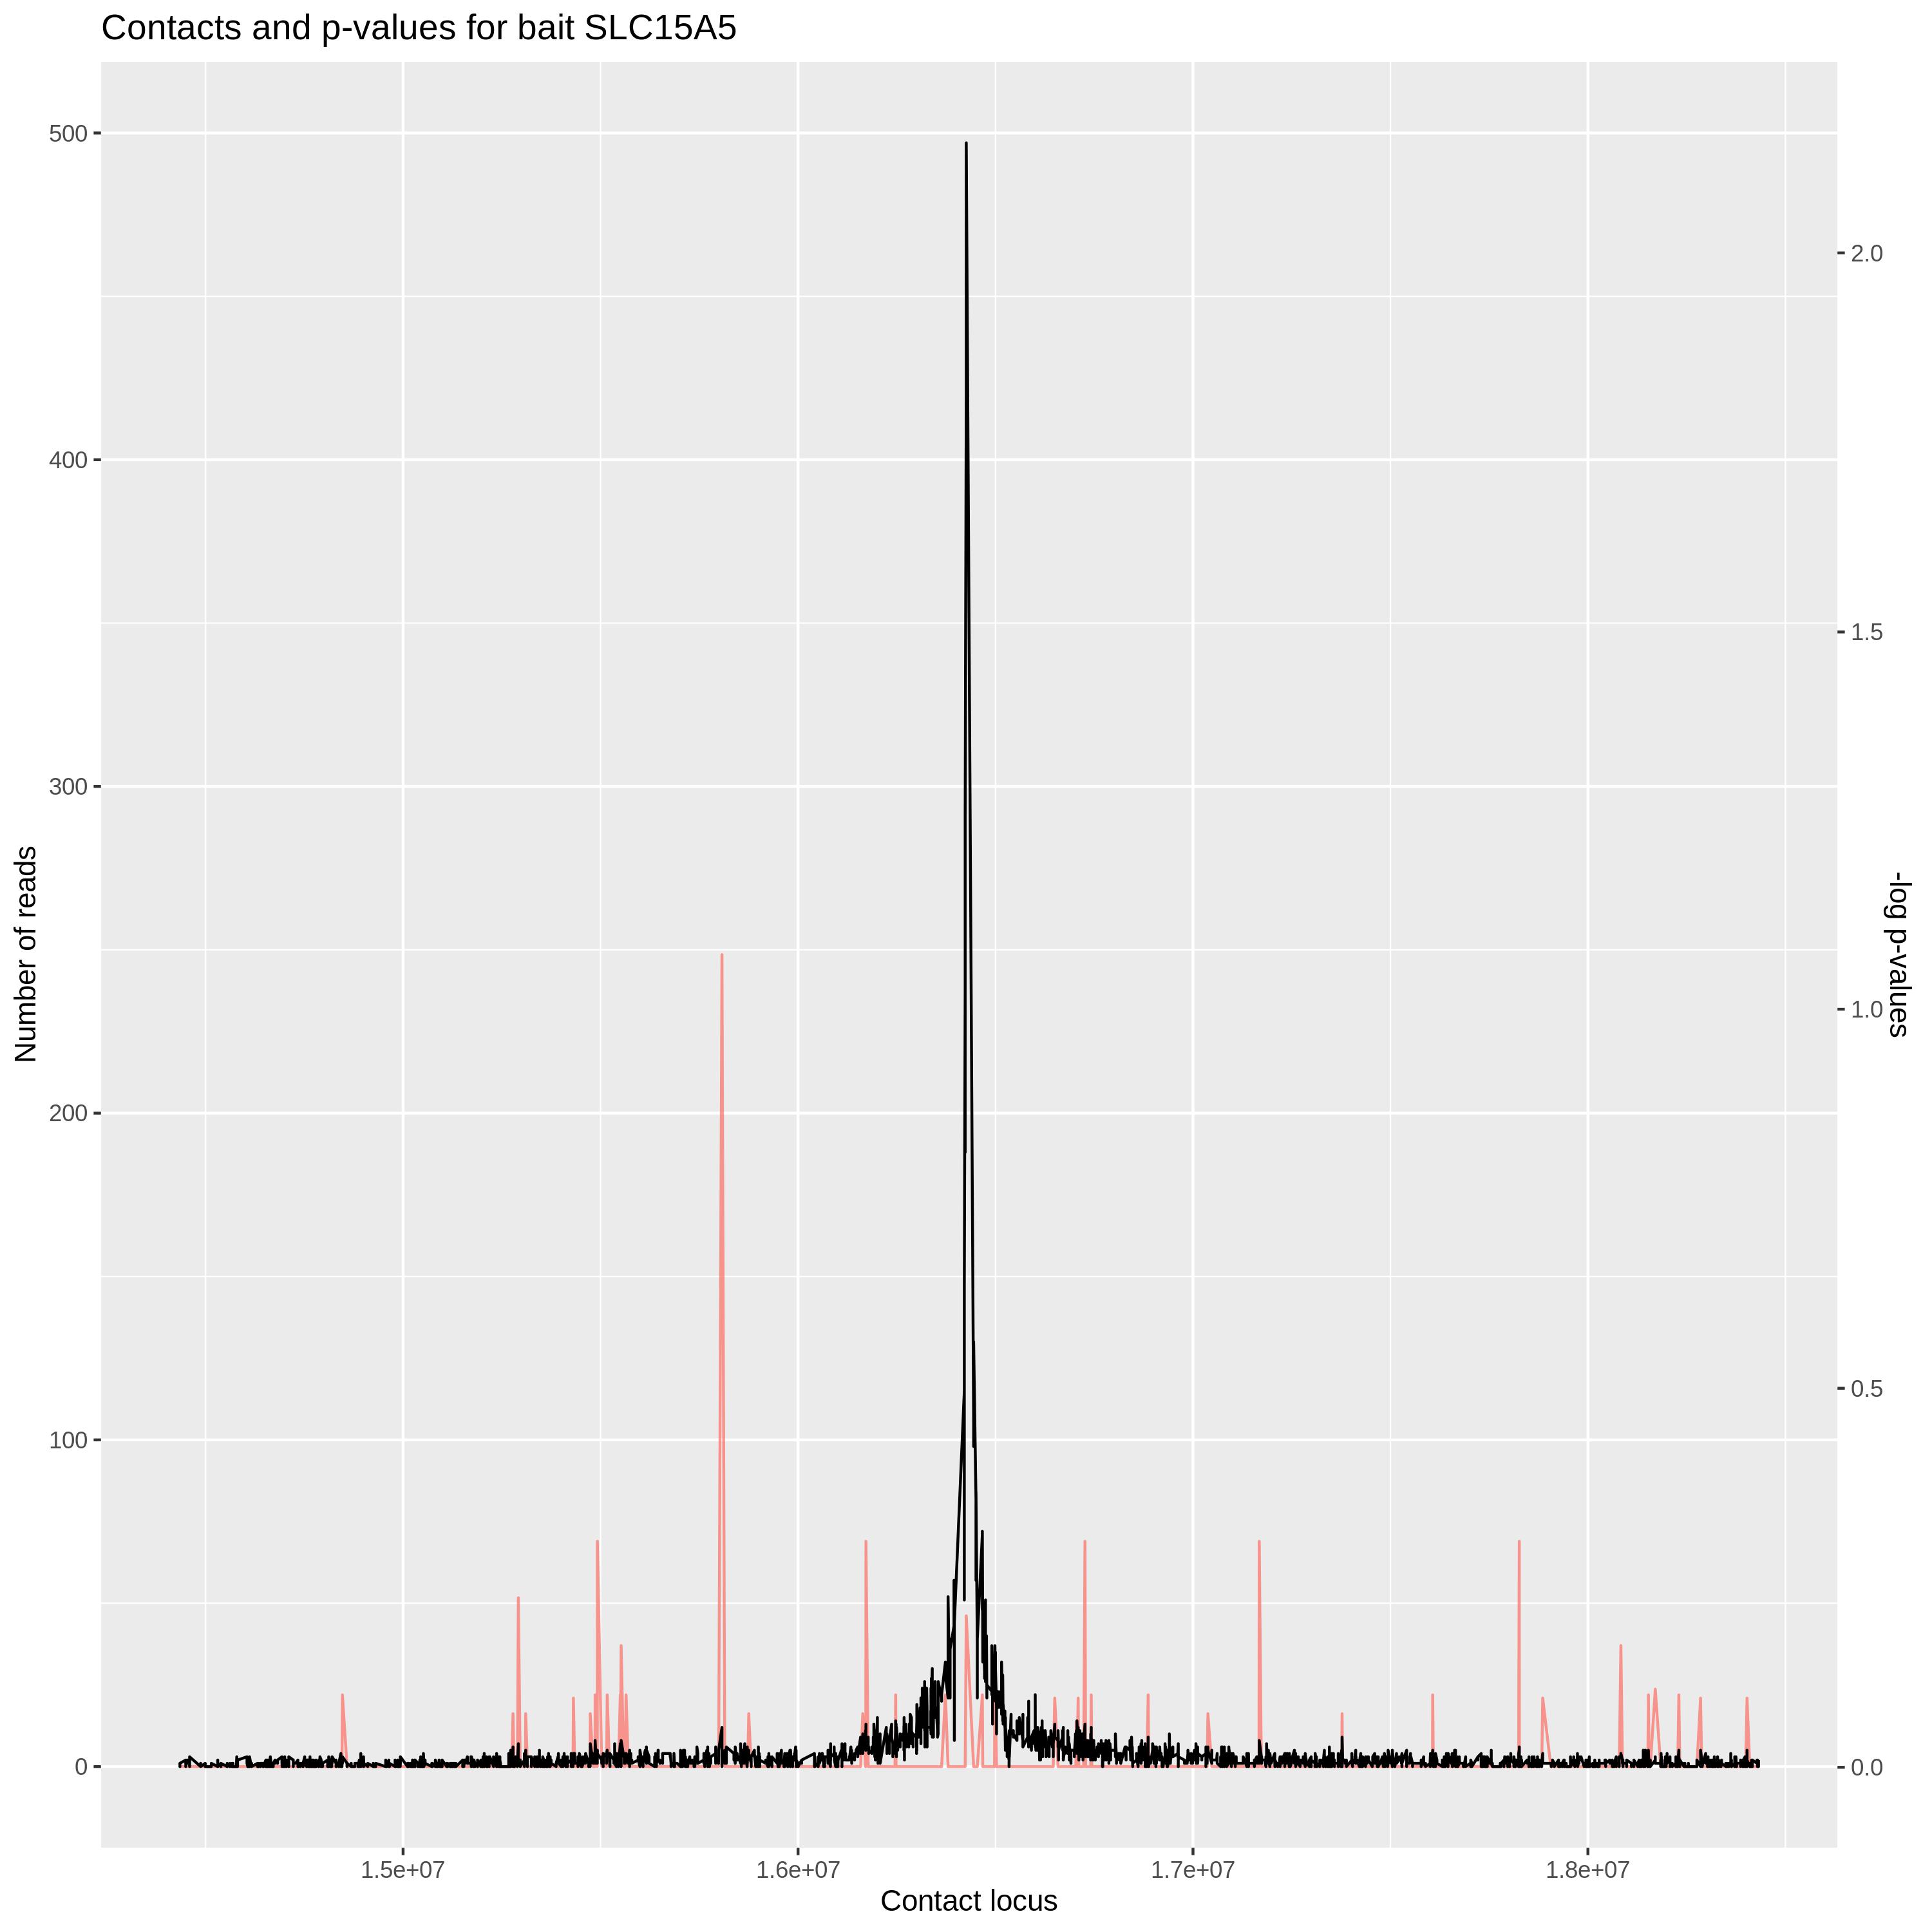 Contacts and p-values for bait SLC15A5
Number of reads
500
400
300
200
100
0
2.0
1.5
1.0
0.5
0.0
-log p-values
1.5e+07
1.6e+07
1.7e+07
1.8e+07
Contact locus